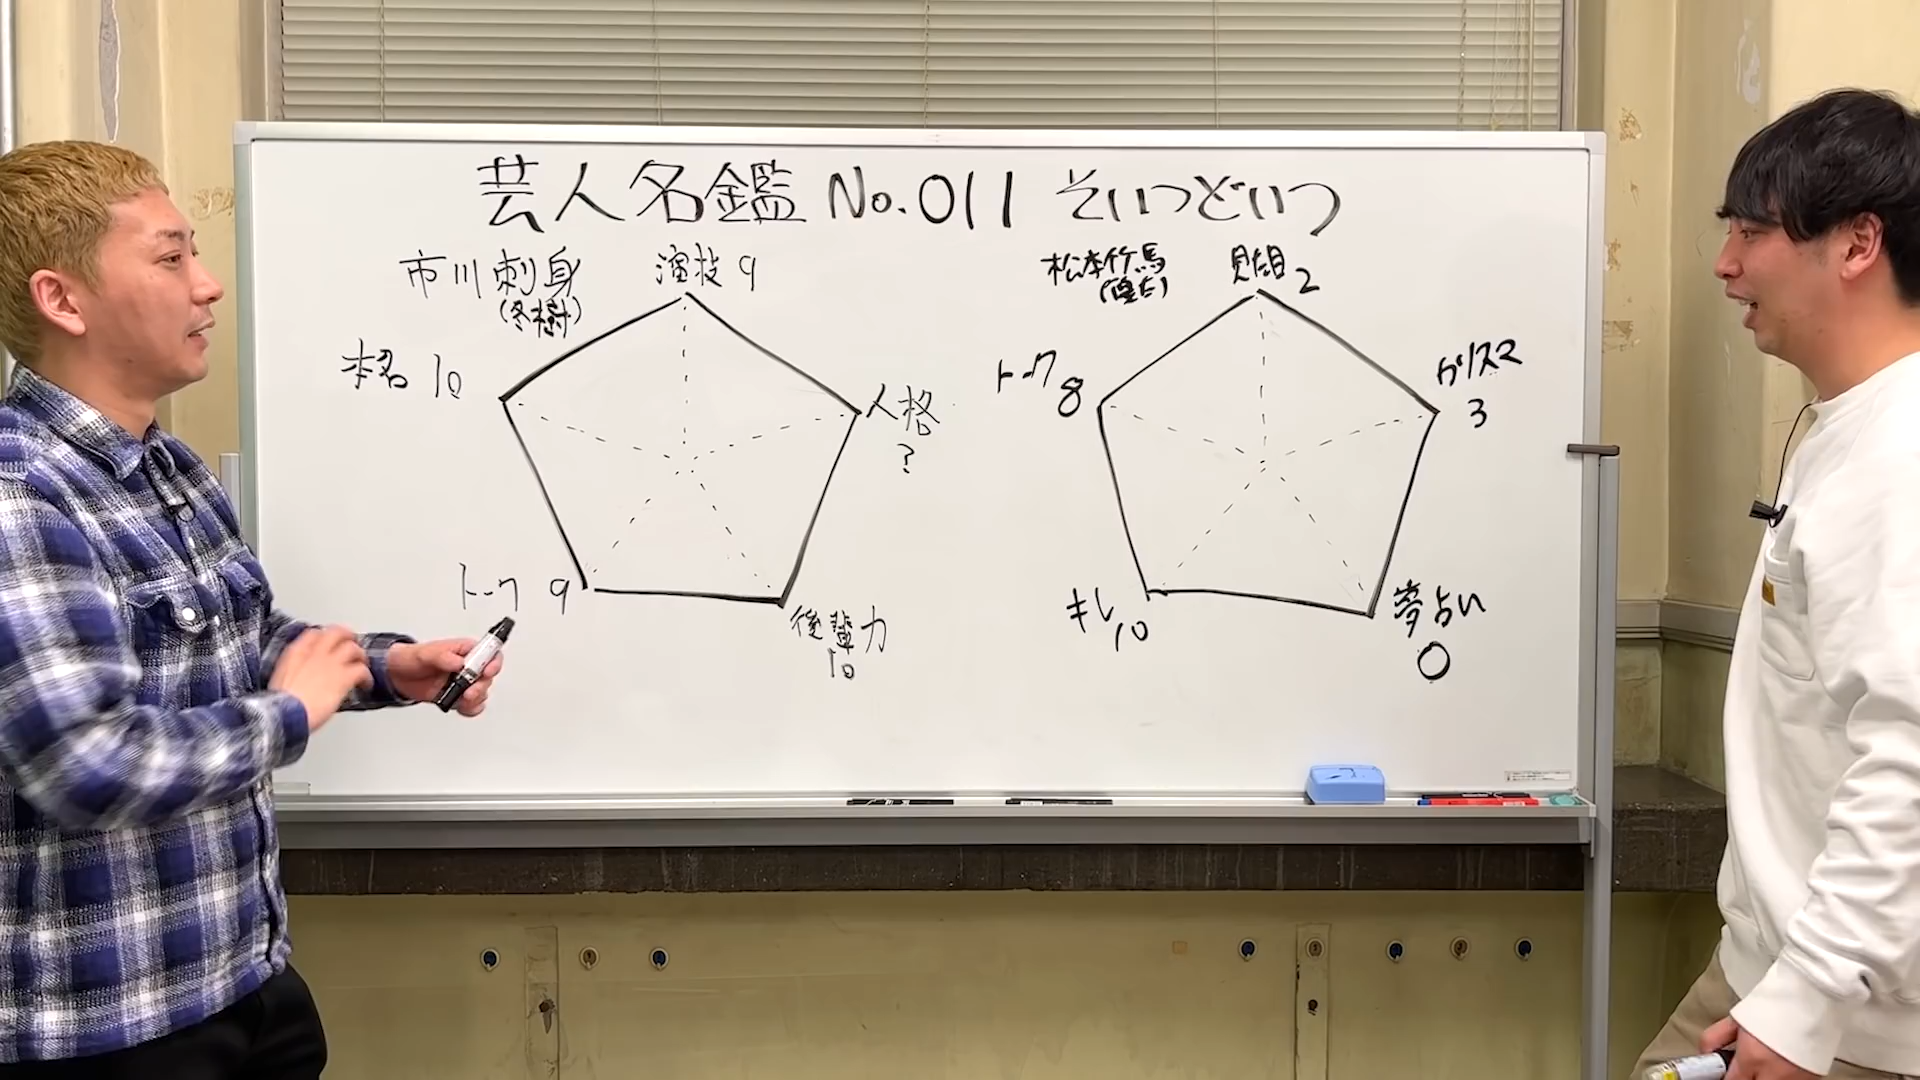 芸人名鑑 No.011 そいつどいつ
市川刺身
(冬樹)
演技 9
人格
?
後輩力
10
トーク 9
本名 10
松本竹馬
見た目 2
カリスマ
3
夢占い
0
キレ
10
トーク
8